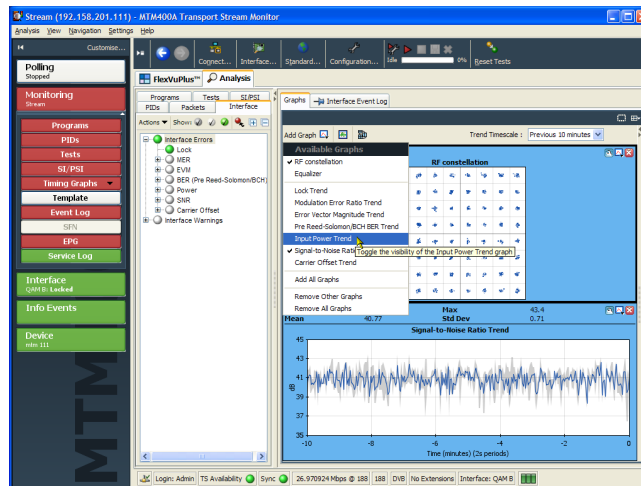 Stream (192.158.201.111) - MTM400A Transport Stream Monitor
Analysis View Navigation Settings Help
Customise...
Polling
Stopped
Monitoring
Stream
Programs
PIDs
Tests
SI/PSI
Timing Graphs
Template
Event Log
SFN
EPG
Service Log
Interface
QAM B: Locked
Info Events
Device
mtm 111
MTM
Connect... Interface... Standard... Configuration... Idle 0% Reset Tests
FlexVuPlus™ Analysis
Programs Tests SI/PSI
PIDs Packets Interface
Actions Show:
Interface Errors
Lock
MER
EVM
BER (Pre Reed-Solomon/BCH)
Power
SNR
Carrier Offset
Interface Warnings
Graphs Interface Event Log
Add Graph Trend Timescale : Previous 10 minutes
Available Graphs
RF constellation
Equalizer
Lock Trend
Modulation Error Ratio Trend
Error Vector Magnitude Trend
Pre Reed-Solomon/BCH BER Trend
Input Power Trend
Signal-to-Noise Rati
Toggle the visibility of the Input Power Trend graph
Carrier Offset Trend
Add All Graphs
Remove Other Graphs
Remove All Graphs
RF constellation
Max 43.4
Mean 40.77 Std Dev 0.71
Signal-to-Noise Ratio Trend
45
43
41
39
37
35
dB
-10 -8 -6 -4 -2 0
Time (minutes) (2s periods)
Login: Admin TS Availability Sync 26.970924 Mbps @ 188 188 DVB No Extensions Interface: QAM B